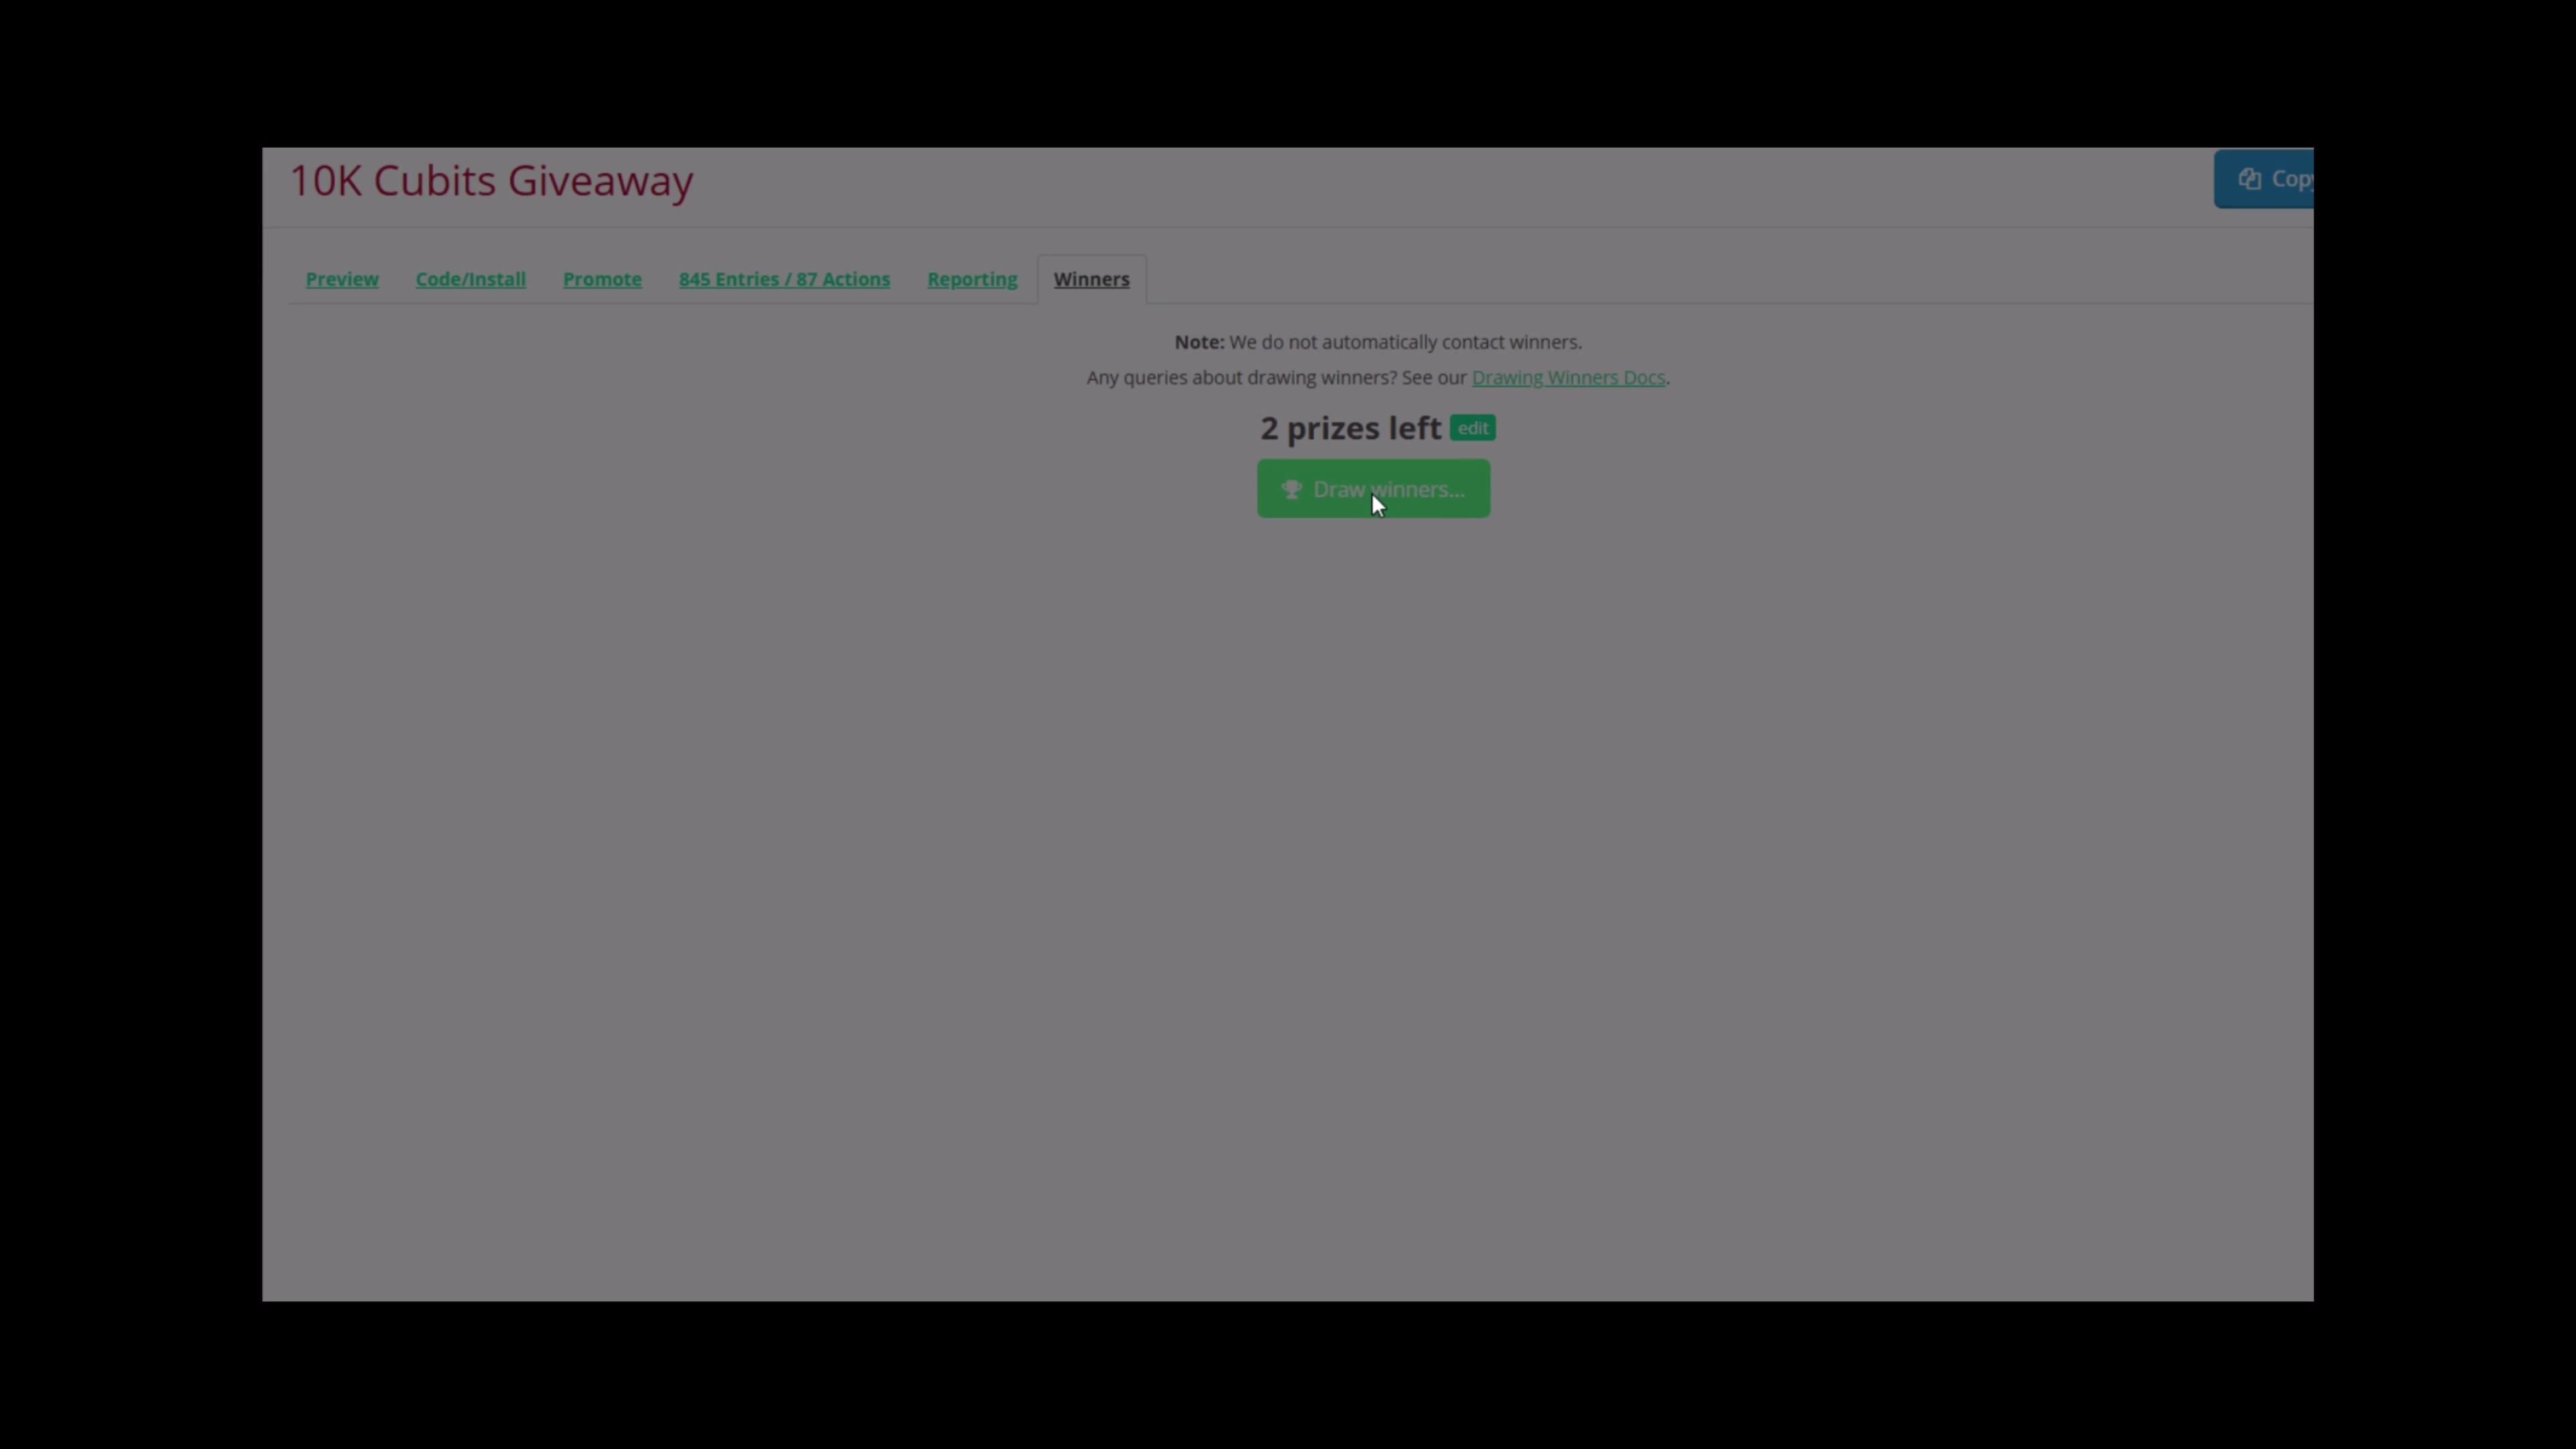 10K Cubits Giveaway
Cop
Preview Code/Install Promote 845 Entries / 87 Actions Reporting Winners
Note: We do not automatically contact winners.
Any queries about drawing winners? See our Drawing Winners Docs.
2 prizes left edit
Draw winners...